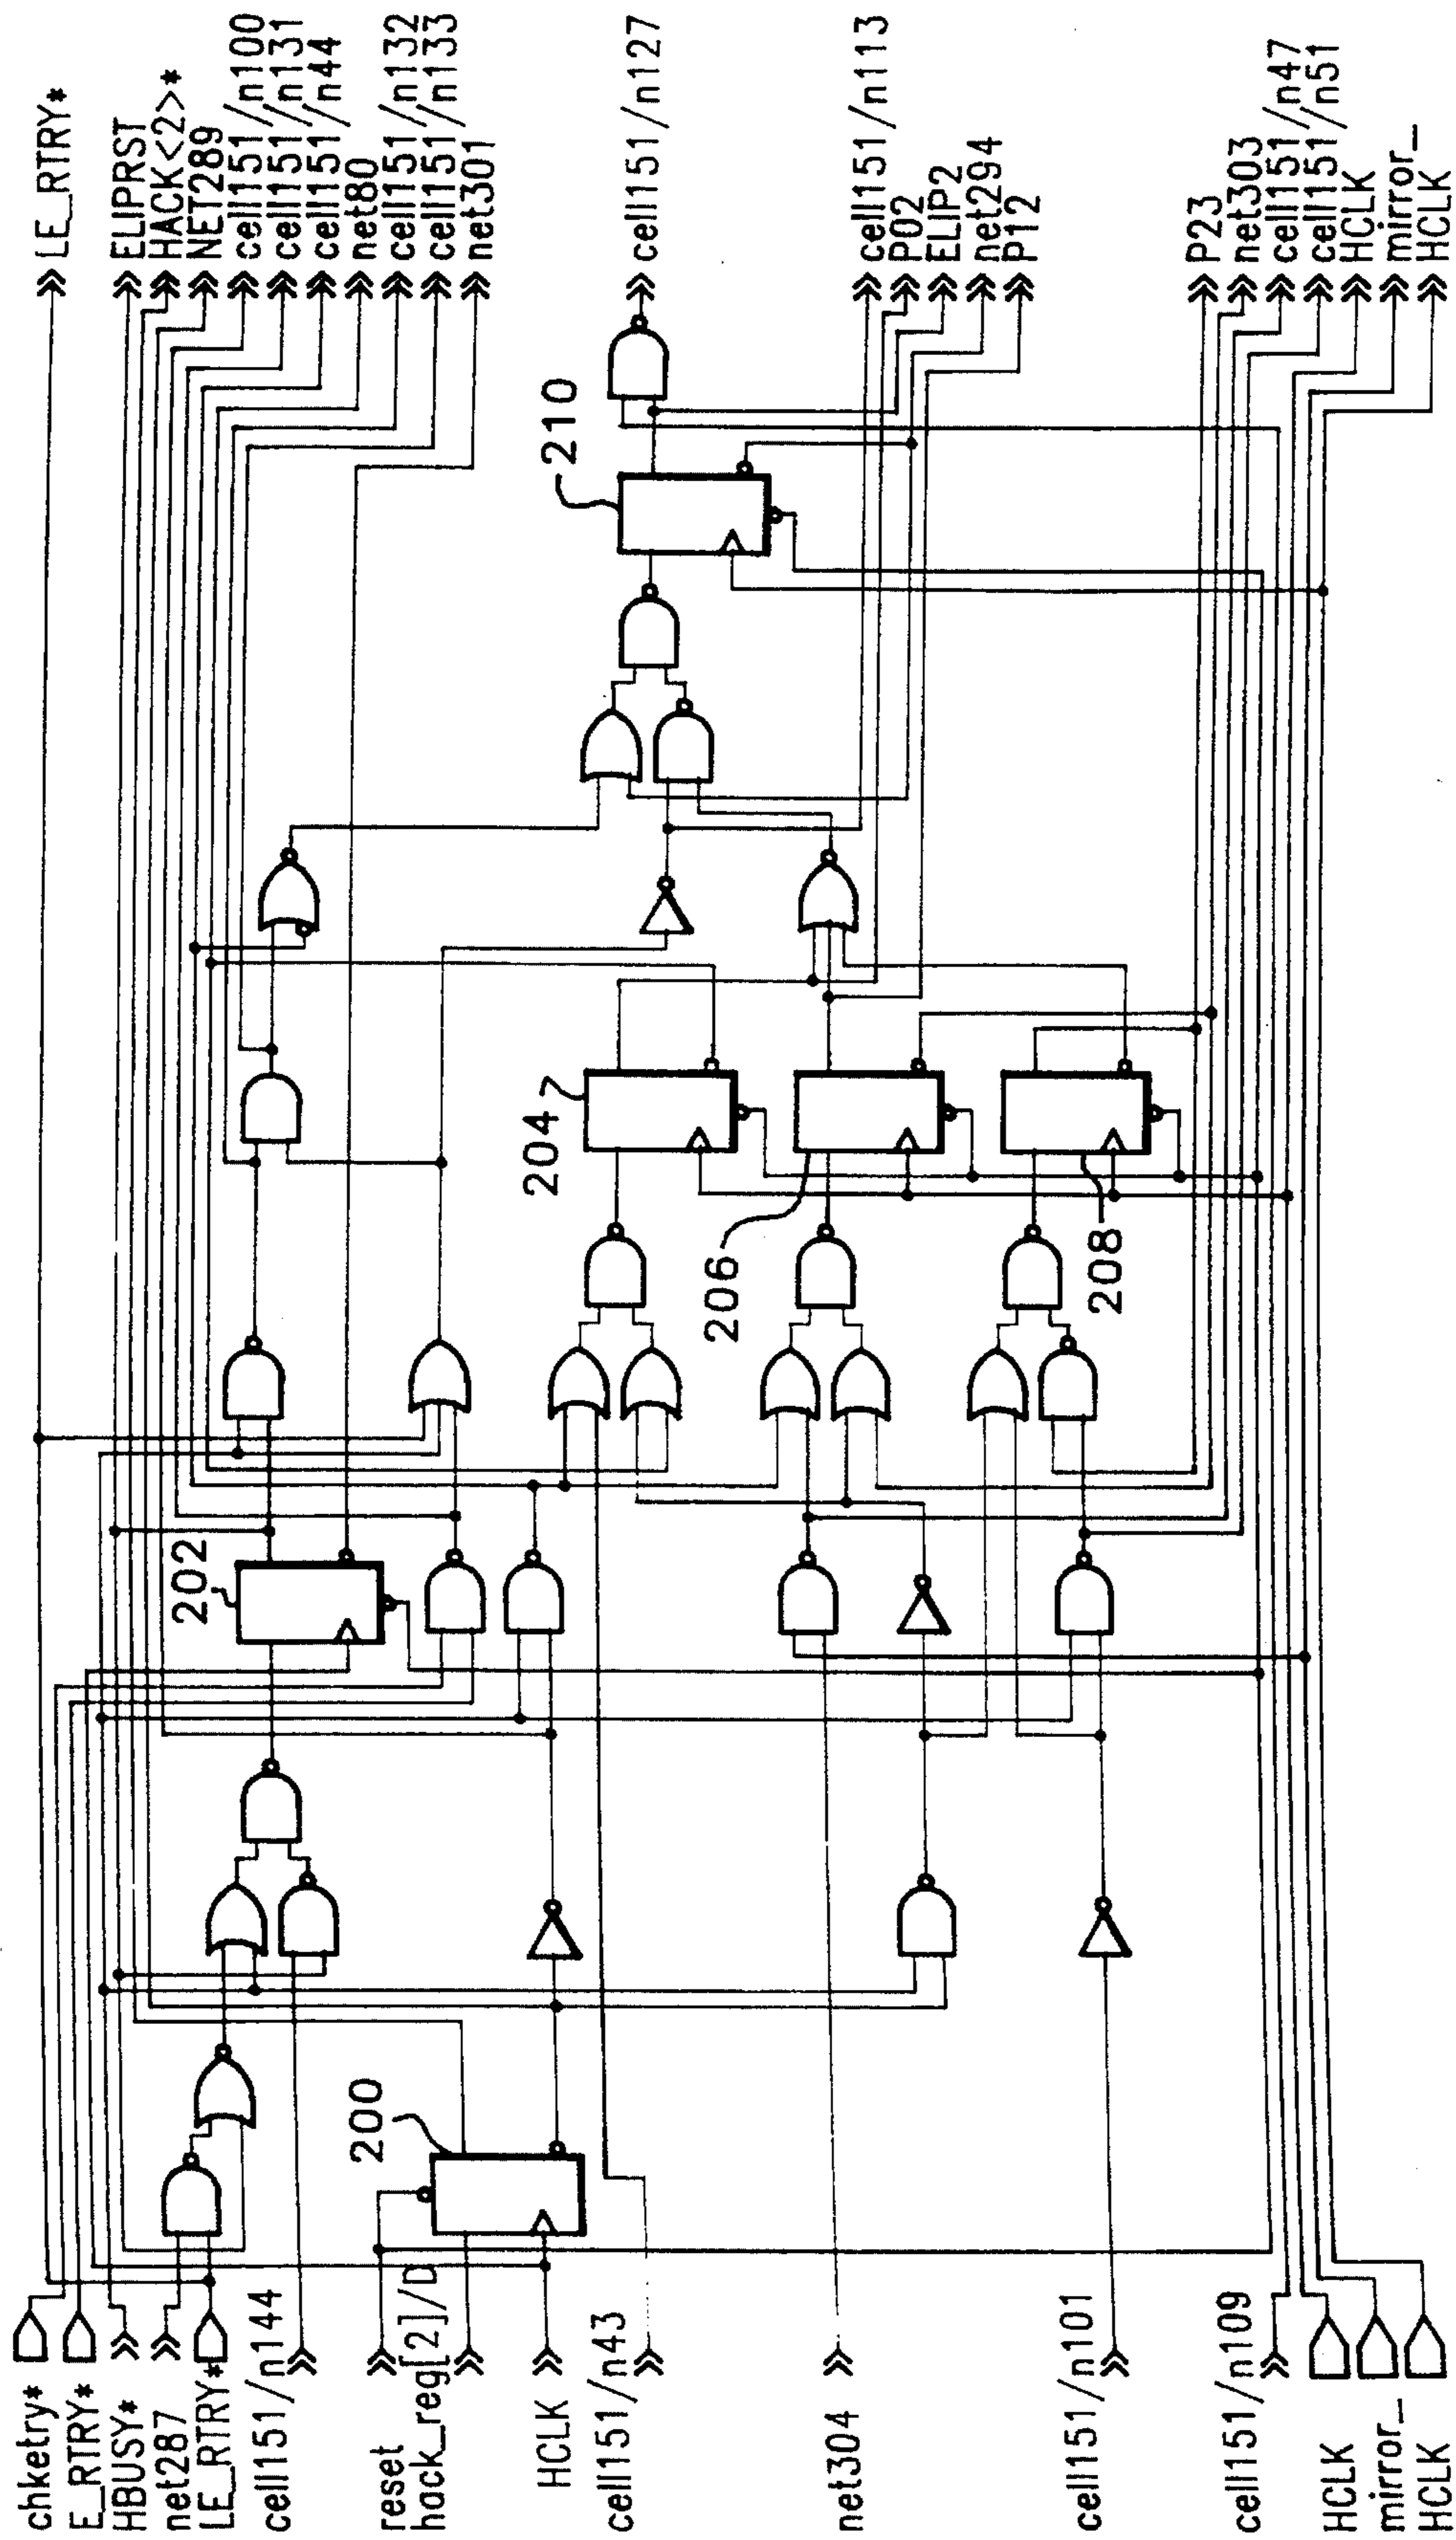 LE_RTRY*
ELIPRST
HACK<2>*
NET289
cell151/n100
cell151/n131
cell151/n44
net80
cell151/n132
cell151/n133
net301
cell151/n127
cell151/n113
P02
ELIP2
net294
P12
P23
net303
cell151/n47
cell151/n51
HCLK
mirror_
HCLK
210
204
206
208
202
200
chketry*
E_RTRY*
HBUSY*
net287
LE_RTRY*
cell151/n144
reset
hack_reg[2]/D
HCLK
cell151/n43
net304
cell151/n101
cell151/n109
HCLK
mirror_
HCLK